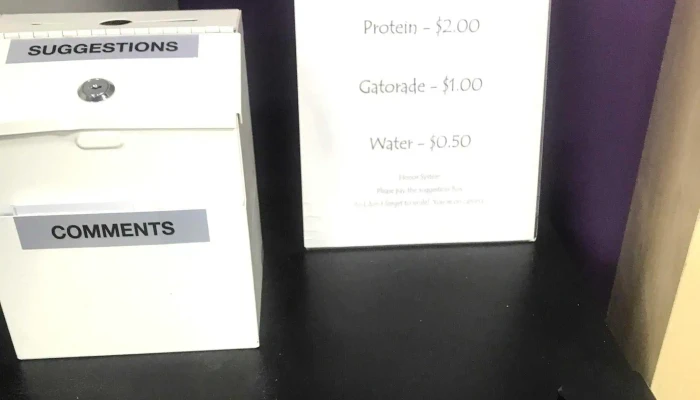 SUGGESTIONS
COMMENTS
Protein - $2.00
Gatorade - $1.00
Water - $0.50